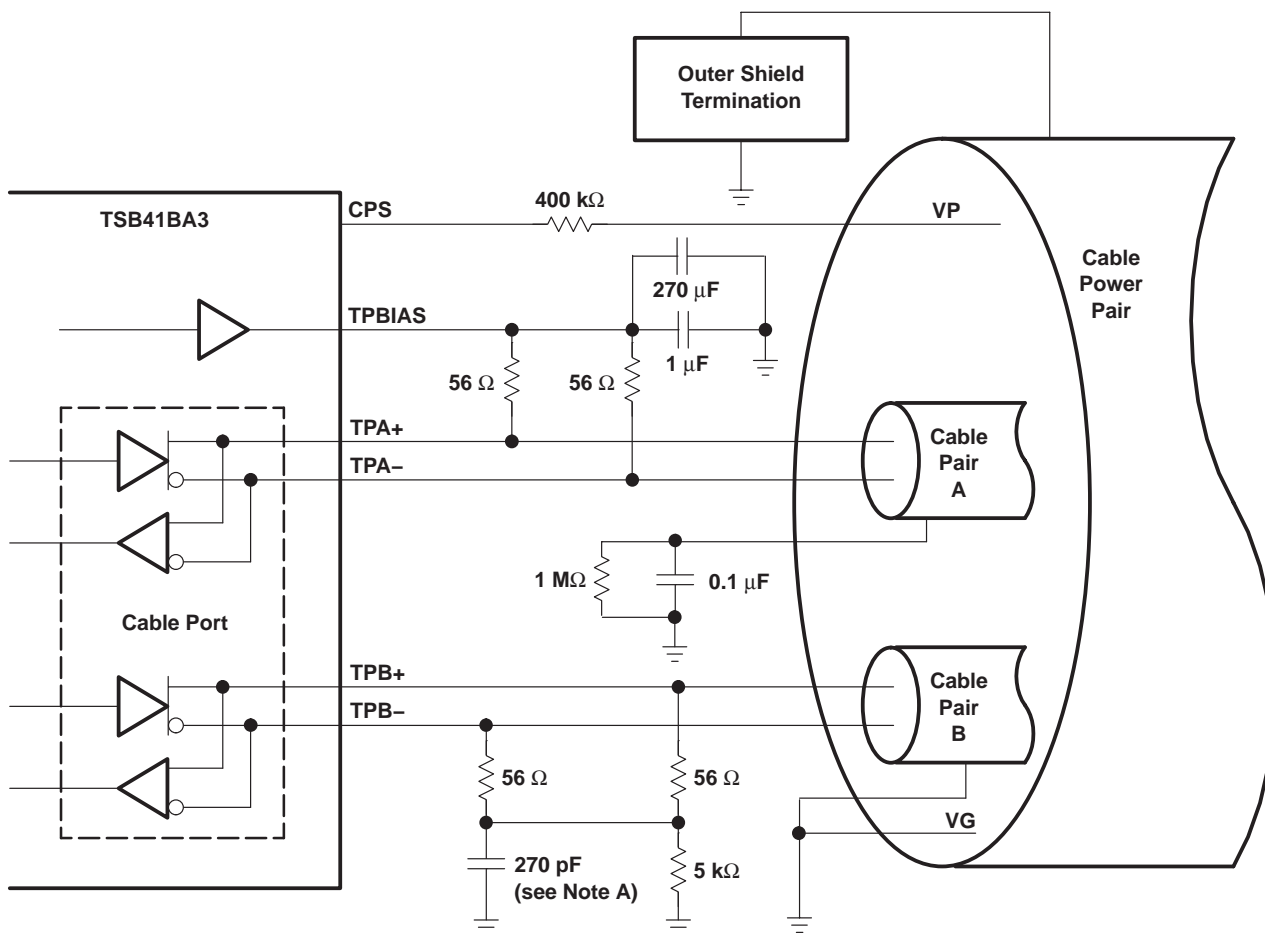 Outer Shield
Termination
TSB41BA3
CPS
400 kΩ
VP
Cable
Power
Pair
270 μF
TPBIAS
1 μF
56 Ω
56 Ω
TPA+
TPA−
Cable
Pair
A
1 MΩ
0.1 μF
Cable Port
TPB+
TPB−
Cable
Pair
B
56 Ω
56 Ω
VG
270 pF
(see Note A)
5 kΩ